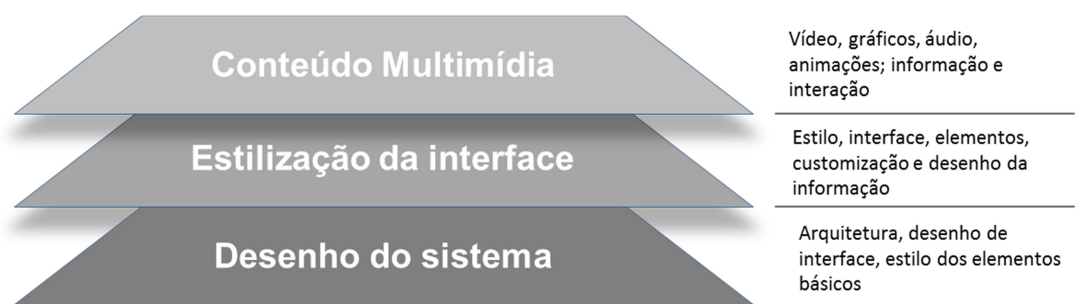 Conteúdo Multimídia
Vídeo, gráficos, áudio,
animações; informação e
interação
Estilização da interface
Estilo, interface, elementos,
customização e desenho da
informação
Desenho do sistema
Arquitetura, desenho de
interface, estilo dos elementos
básicos